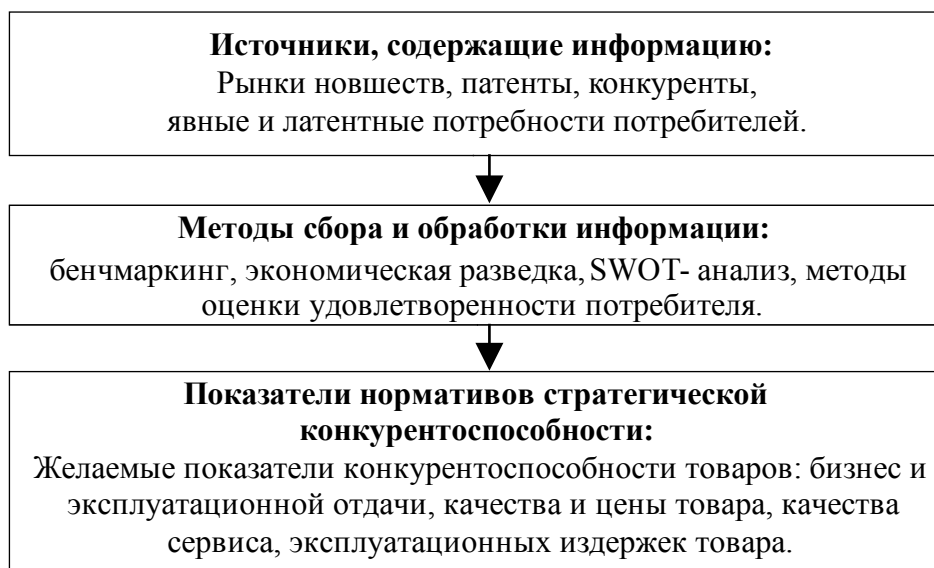 Источники, содержащие информацию:
Рынки новшеств, патенты, конкуренты,
явные и латентные потребности потребителей.
Методы сбора и обработки информации:
бенчмаркинг, экономическая разведка, SWOT- анализ, методы
оценки удовлетворенности потребителя.
Показатели нормативов стратегической
конкурентоспособности:
Желаемые показатели конкурентоспособности товаров: бизнес и
эксплуатационной отдачи, качества и цены товара, качества
сервиса, эксплуатационных издержек товара.